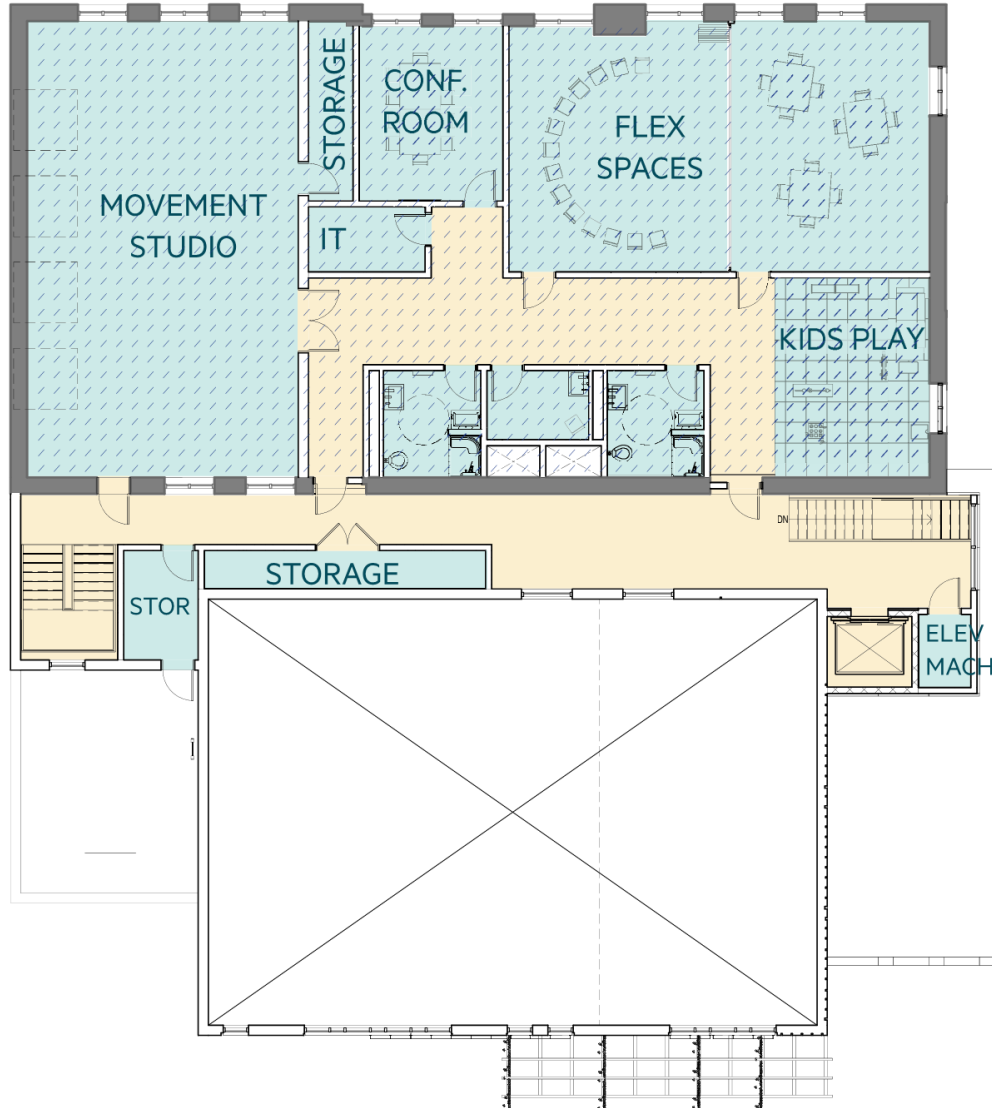 MOVEMENT
STUDIO
STORAGE
CONF.
ROOM
FLEX
SPACES
IT
KIDS PLAY
DN
STORAGE
STOR
ELEV
MACH